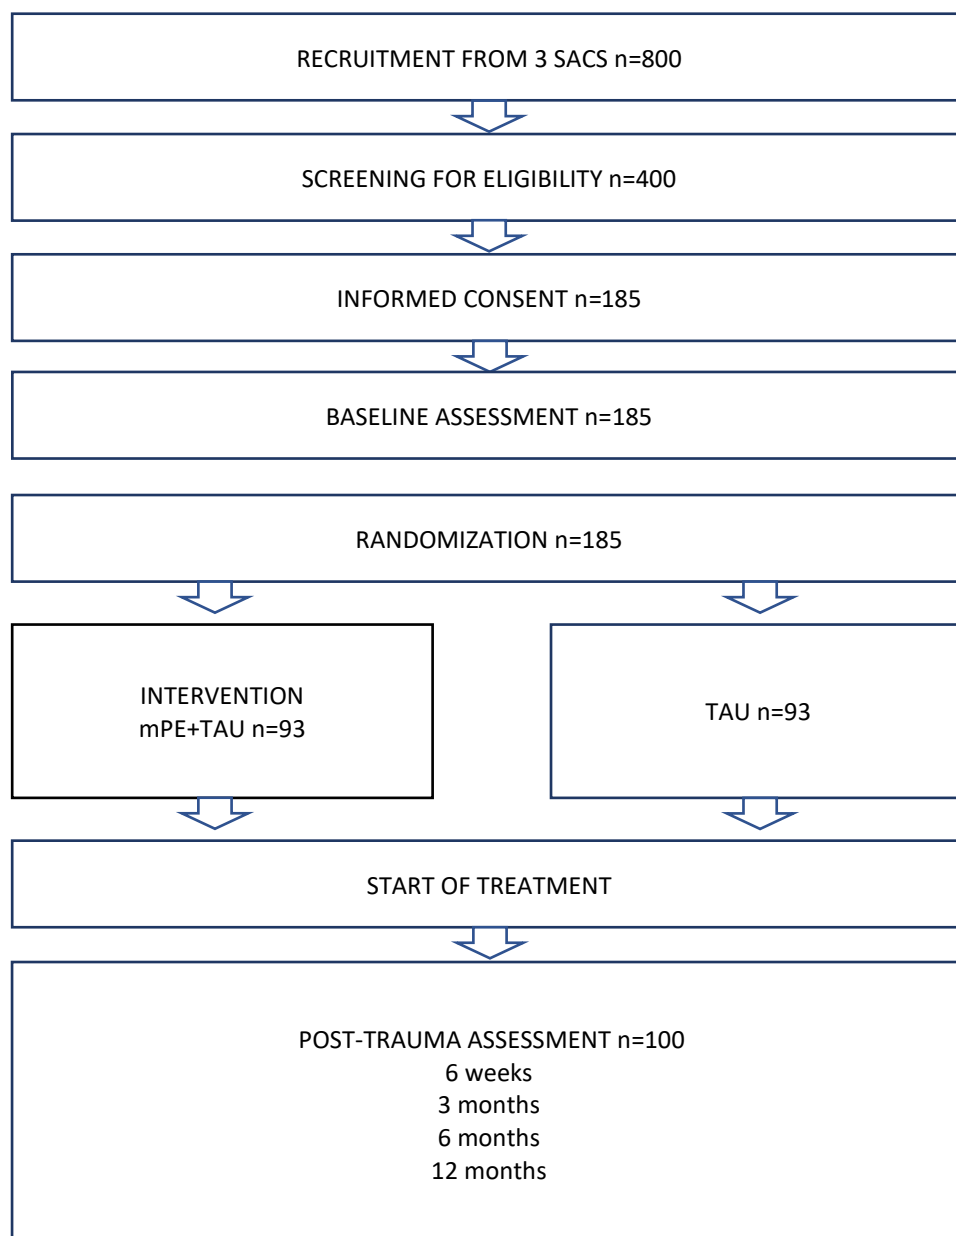 RECRUITMENT FROM 3 SACS n=800
SCREENING FOR ELIGIBILITY n=400
INFORMED CONSENT n=185
BASELINE ASSESSMENT n=185
RANDOMIZATION n=185
INTERVENTION
mPE+TAU n=93
TAU n=93
START OF TREATMENT
POST-TRAUMA ASSESSMENT n=100
6 weeks
3 months
6 months
12 months